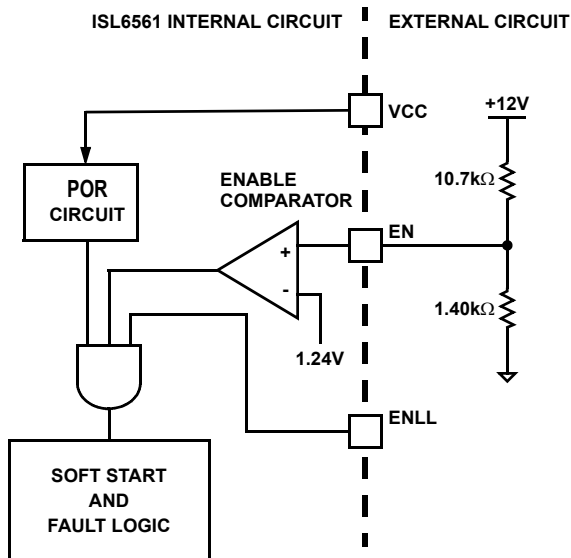 ISL6561 INTERNAL CIRCUIT
EXTERNAL CIRCUIT
VCC
+12V
POR
CIRCUIT
ENABLE
COMPARATOR
10.7kΩ
EN
+
-
1.40kΩ
1.24V
ENLL
SOFT START
AND
FAULT LOGIC